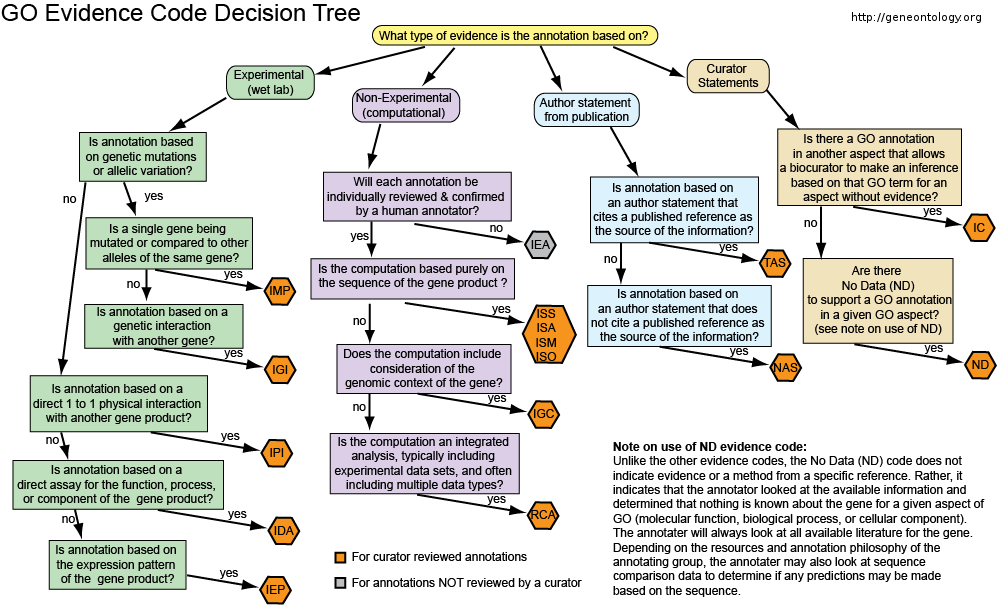 GO Evidence Code Decision Tree
http://geneontology.org
What type of evidence is the annotation based on?
Experimental
(wet lab)
Is annotation based
on genetic mutations
or allelic variation?
no
yes
Is a single gene being
mutated or compared to other
alleles of the same gene?
no
yes
IMP
Is annotation based on a
genetic interaction
with another gene?
yes
IGI
Is annotation based on a
direct 1 to 1 physical interaction
with another gene product?
no
yes
IPI
Is annotation based on a
direct assay for the function, process,
or component of the gene product?
no
yes
IDA
Is annotation based on
the expression pattern
of the gene product?
yes
IEP
Non-Experimental
(computational)
Will each annotation be
individually reviewed & confirmed
by a human annotator?
yes
no
IEA
Is the computation based purely on
the sequence of the gene product ?
no
yes
ISS
ISA
ISM
ISO
Does the computation include
consideration of the
genomic context of the gene?
no
yes
IGC
Is the computation an integrated
analysis, typically including
experimental data sets, and often
including multiple data types?
yes
RCA
For curator reviewed annotations
For annotations NOT reviewed by a curator
Author statement
from publication
Is annotation based on
an author statement that
cites a published reference as
the source of the information?
no
yes
TAS
Is annotation based on
an author statement that does
not cite a published reference as
the source of the information?
yes
NAS
Curator
Statements
Is there a GO annotation
in another aspect that allows
a biocurator to make an inference
based on that GO term for an
aspect without evidence?
no
yes
IC
Are there
No Data (ND)
to support a GO annotation
in a given GO aspect?
(see note on use of ND)
yes
ND
Note on use of ND evidence code:
Unlike the other evidence codes, the No Data (ND) code does not
indicate evidence or a method from a specific reference. Rather, it
indicates that the annotator looked at the available information and
determined that nothing is known about the gene for a given aspect of
GO (molecular function, biological process, or cellular component).
The annotater will always look at all available literature for the gene.
Depending on the resources and annotation philosophy of the
annotating group, the annotater may also look at sequence
comparison data to determine if any predictions may be made
based on the sequence.